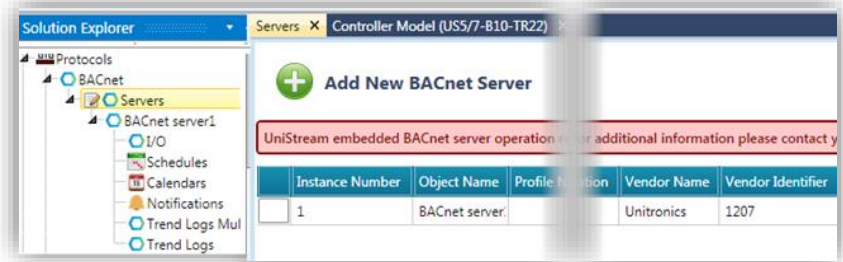 Solution Explorer
Servers X Controller Model (US5/7-B10-TR22)
Protocols
BACnet
Servers
BACnet server1
I/O
Schedules
Calendars
Notifications
Trend Logs Mul
Trend Logs
Add New BACnet Server
UniStream embedded BACnet server operation additional information please contact y
Instance Number Object Name Profile Vendor Name Vendor Identifier
1 BACnet server Unitronics 1207